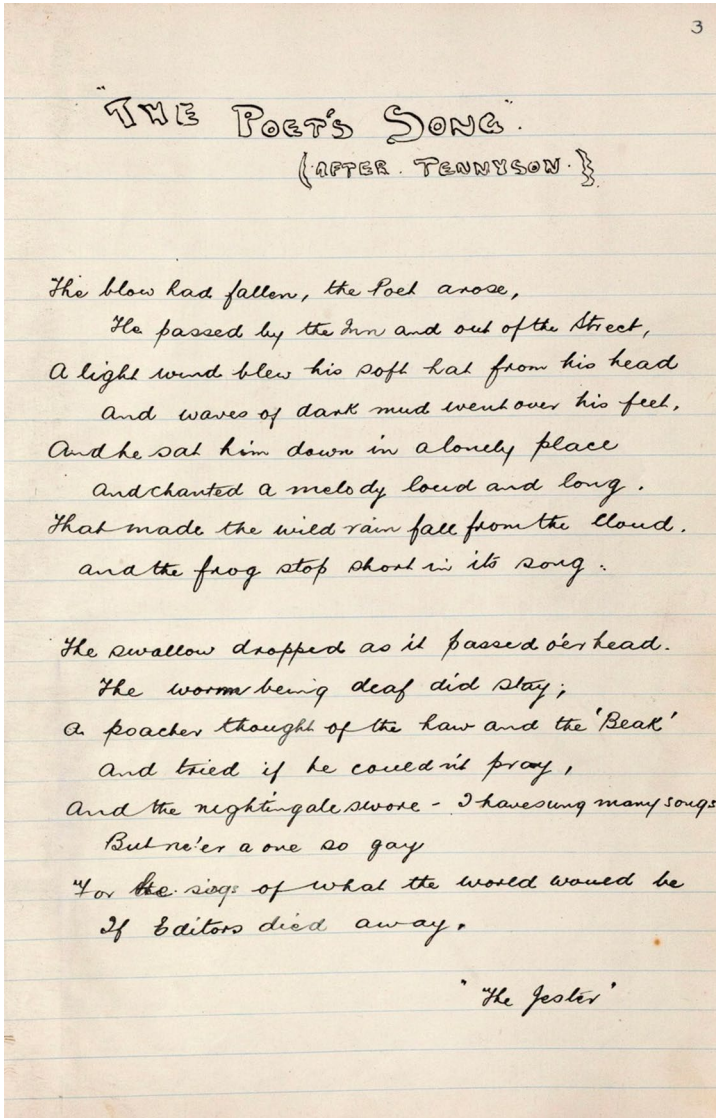 3
"THE POET'S SONG".
(AFTER. TENNYSON.)
The blow had fallen, the Poet arose,
He passed by the Inn and out of the Street,
A light wind blew his soft hat from his head
And waves of dark mud went over his feet,
And he sat him down in a lonely place
And chanted a melody loud and long.
That made the wild rain fall from the Cloud.
And the frog stop short in its song.
The swallow dropped as it passed o'er head.
The worm being deaf did stay;
A poacher thought of the Law and the 'Beak'
And tried if he couldn't pray,
And the nightingale swore - I have sung many songs
But ne'er a one so gay
"For he sings of what the world would be
If Editors died away.
"The Jester"